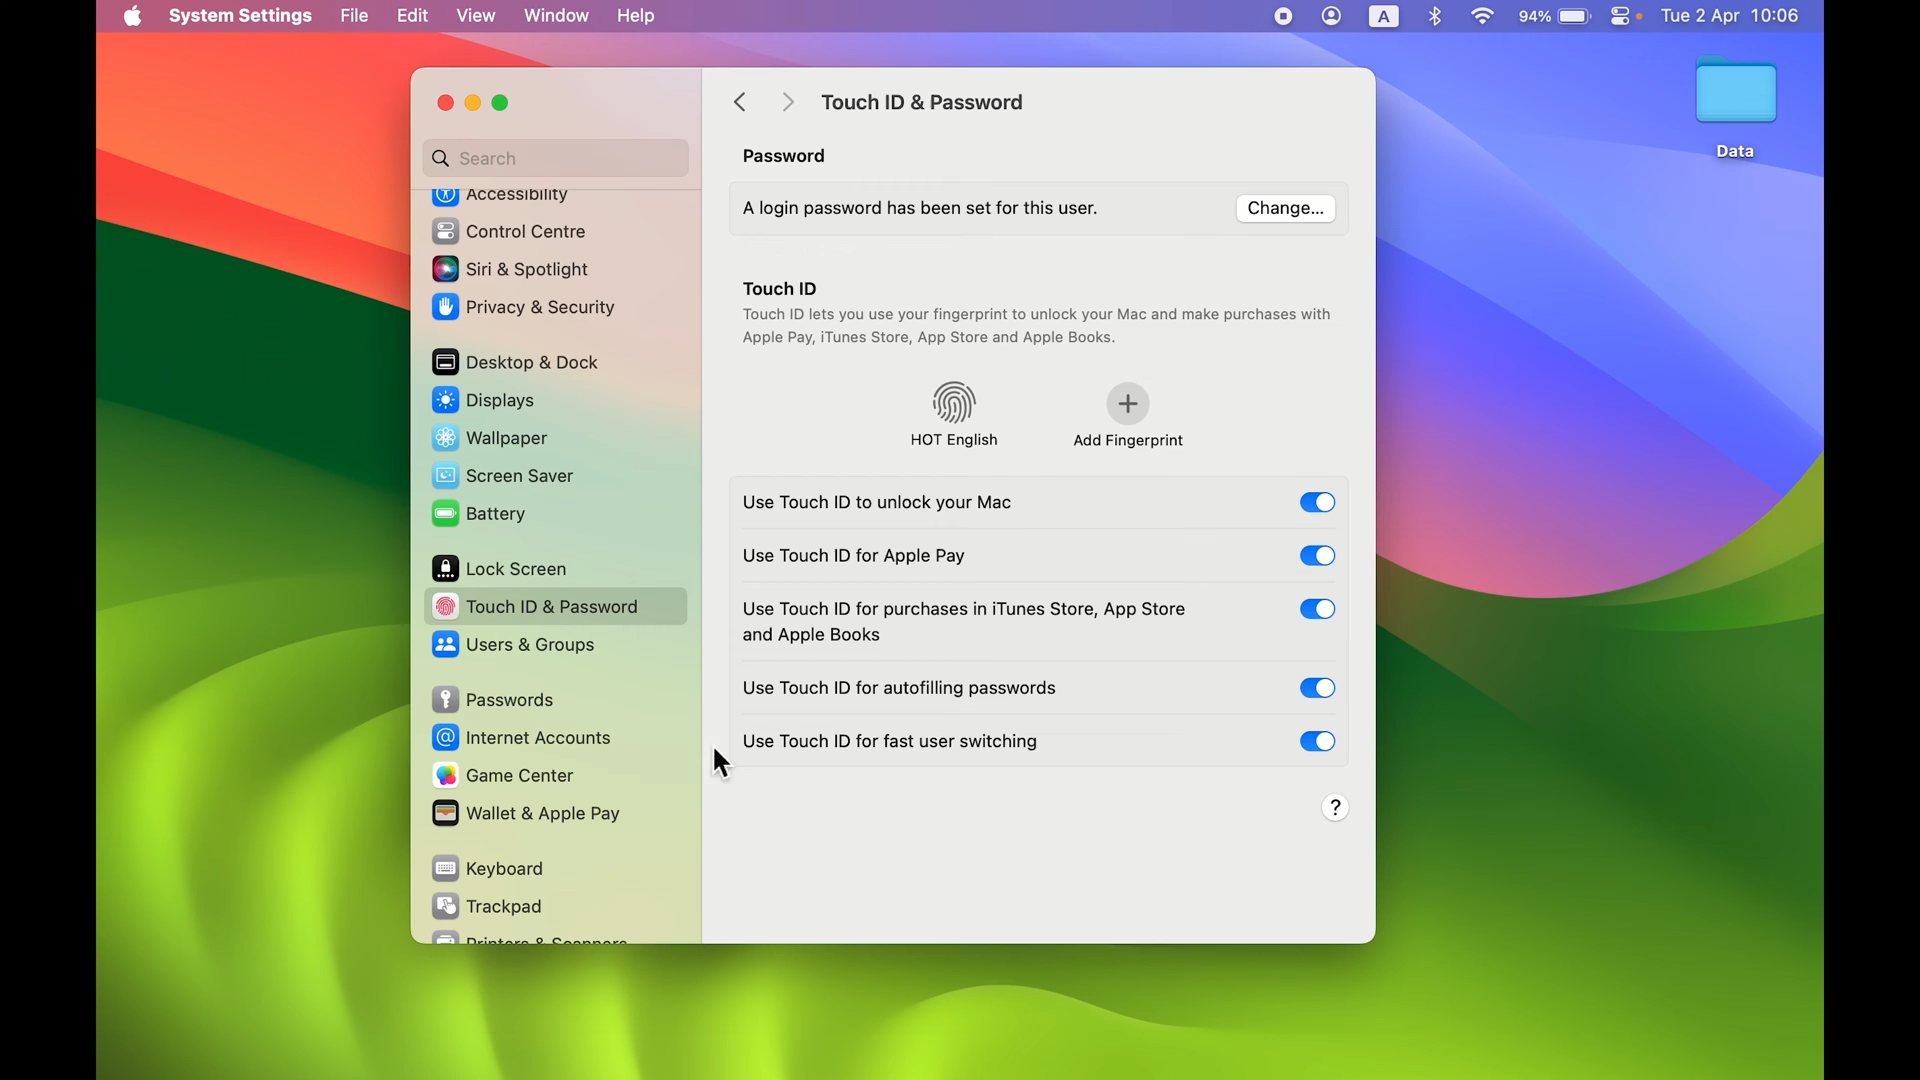 System Settings File Edit View Window Help A 94% Tue 2 Apr 10:06
Data
Search
Accessibility
Control Centre
Siri & Spotlight
Privacy & Security
Desktop & Dock
Displays
Wallpaper
Screen Saver
Battery
Lock Screen
Touch ID & Password
Users & Groups
Passwords
Internet Accounts
Game Center
Wallet & Apple Pay
Keyboard
Trackpad
Printers & Scanners
Touch ID & Password
Password
A login password has been set for this user. Change...
Touch ID
Touch ID lets you use your fingerprint to unlock your Mac and make purchases with
Apple Pay, iTunes Store, App Store and Apple Books.
HOT English Add Fingerprint
Use Touch ID to unlock your Mac
Use Touch ID for Apple Pay
Use Touch ID for purchases in iTunes Store, App Store
and Apple Books
Use Touch ID for autofilling passwords
Use Touch ID for fast user switching
?